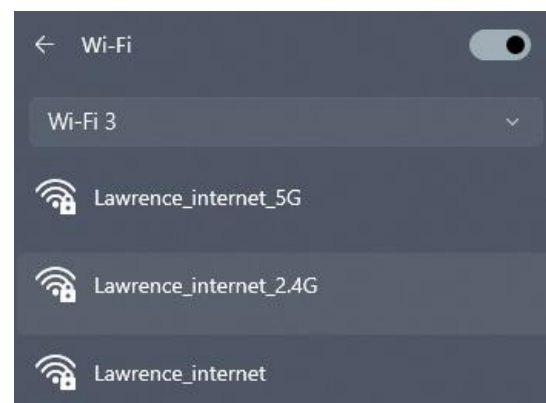 Wi-Fi
Wi-Fi 3
Lawrence_internet_5G
Lawrence_internet_2.4G
Lawrence_internet